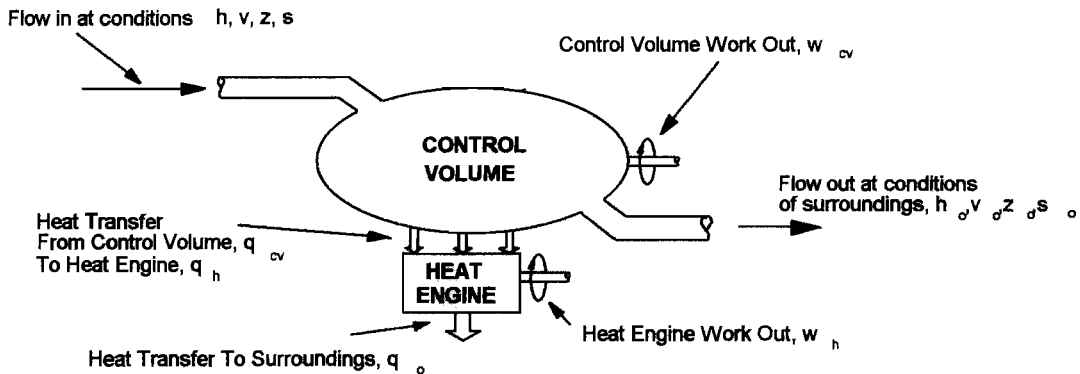 Flow in at conditions h, v, z, s
Control Volume Work Out, w cv
CONTROL
VOLUME
Flow out at conditions
of surroundings, h o, v o, z o, s o
Heat Transfer
From Control Volume, q cv
To Heat Engine, q h
HEAT
ENGINE
Heat Engine Work Out, w h
Heat Transfer To Surroundings, q o